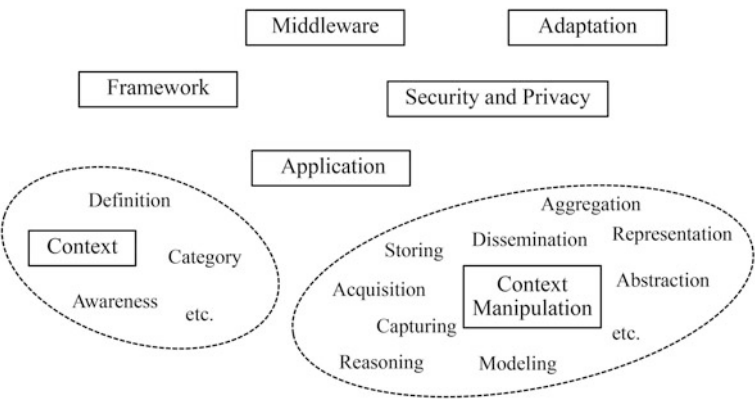 Middleware
Adaptation
Framework
Security and Privacy
Application
Definition
Context
Category
Awareness
etc.
Aggregation
Representation
Dissemination
Storing
Abstraction
Context
Manipulation
Acquisition
Capturing
etc.
Reasoning
Modeling